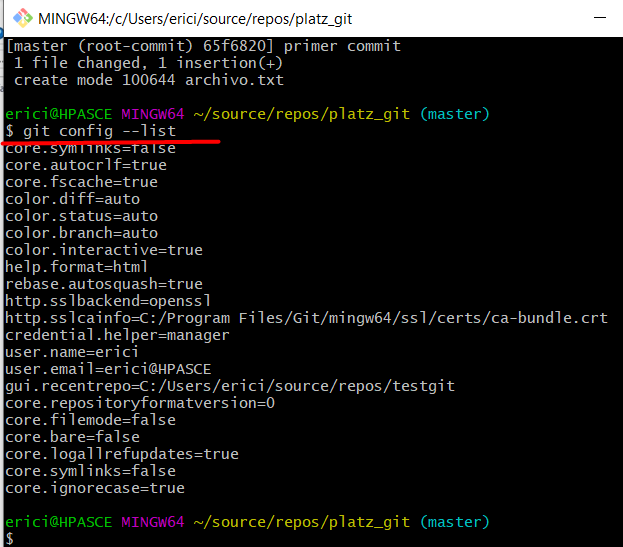 MINGW64:/c/Users/erici/source/repos/platz_git
[master (root-commit) 65f6820] primer commit
1 file changed, 1 insertion(+)
create mode 100644 archivo.txt
erici@HPASCE MINGW64 ~/source/repos/platz_git (master)
$ git config --list
core.symlinks=false
core.autocrlf=true
core.fscache=true
color.diff=auto
color.status=auto
color.branch=auto
color.interactive=true
help.format=html
rebase.autosquash=true
http.sslbackend=openssl
http.sslcainfo=C:/Program Files/Git/mingw64/ssl/certs/ca-bundle.crt
credential.helper=manager
user.name=erici
user.email=erici@HPASCE
gui.recentrepo=C:/Users/erici/source/repos/testgit
core.repositoryformatversion=0
core.filemode=false
core.bare=false
core.logallrefupdates=true
core.symlinks=false
core.ignorecase=true
erici@HPASCE MINGW64 ~/source/repos/platz_git (master)
$